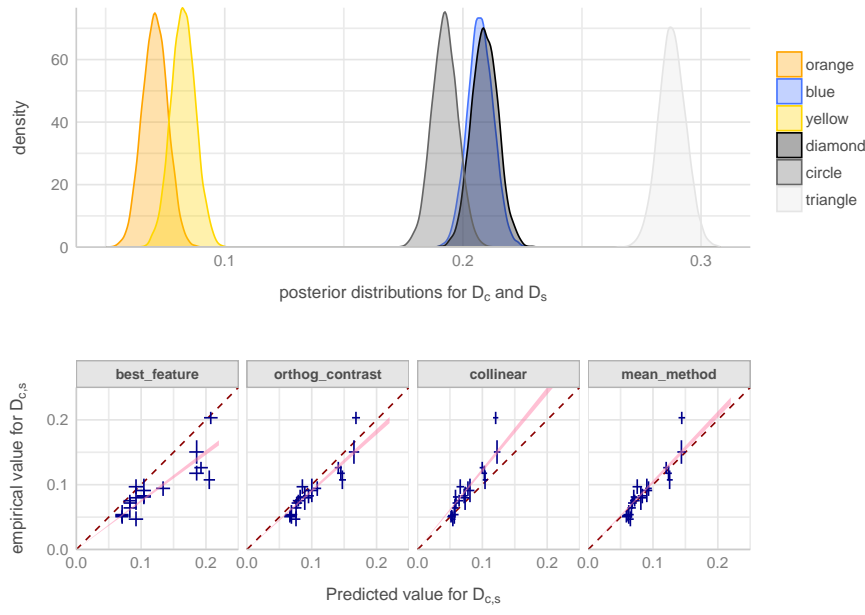 60
40
20
0
density
0.1
0.2
0.3
posterior distributions for Dc and Ds
orange
blue
yellow
diamond
circle
triangle
best_feature
orthog_contrast
collinear
mean_method
0.2
0.1
0.0
empirical value for Dc,s
0.0
0.1
0.2
0.0
0.1
0.2
0.0
0.1
0.2
0.0
0.1
0.2
Predicted value for Dc,s